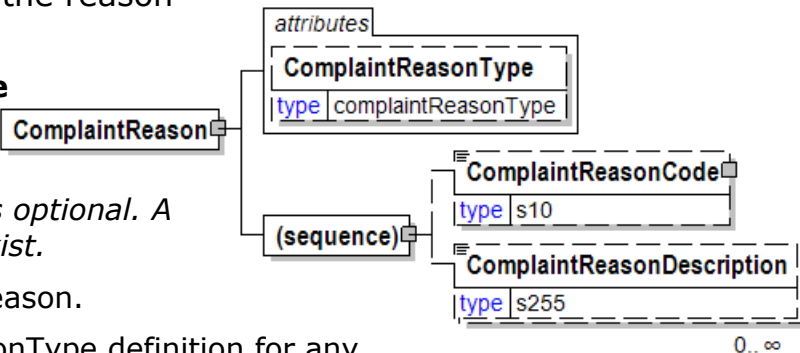 the reason
attributes
ComplaintReasonType
type complaintReasonType
e
ComplaintReason
ComplaintReasonCode
type s10
s optional. A
(sequence)
ist.
ComplaintReasonDescription
eason.
type s255
onType definition for any
0.. ∞